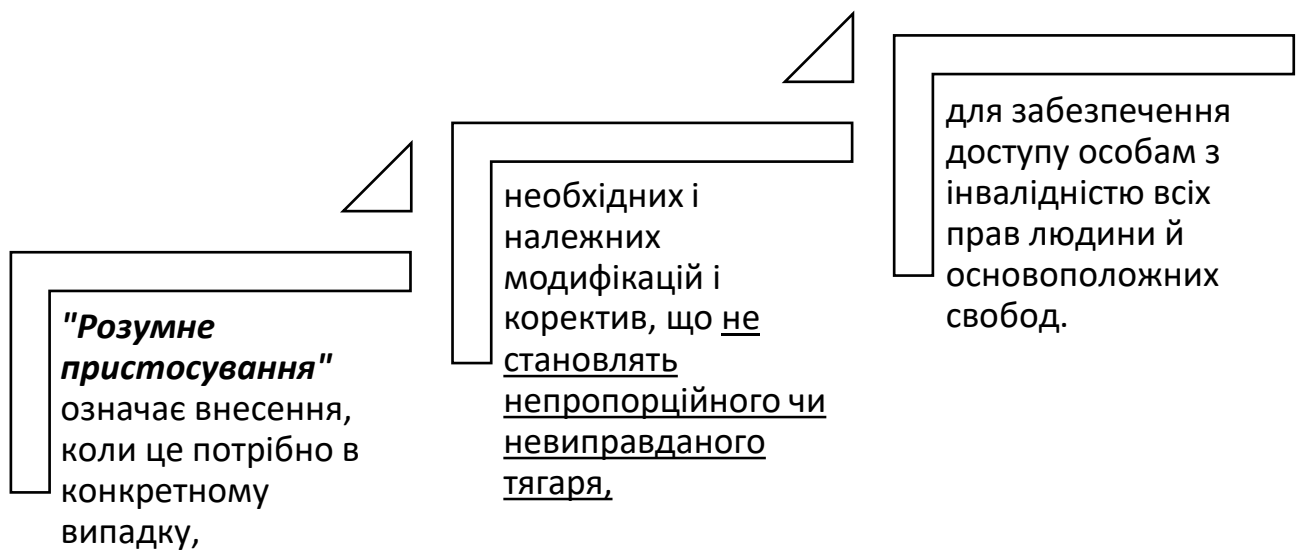 "Розумне
пристосування"
означає внесення,
коли це потрібно в
конкретному
випадку,
необхідних і
належних
модифікацій і
коректив, що не
становлять
непропорційного чи
невиправданого
тягаря,
для забезпечення
доступу особам з
інвалідністю всіх
прав людини й
основоположних
свобод.